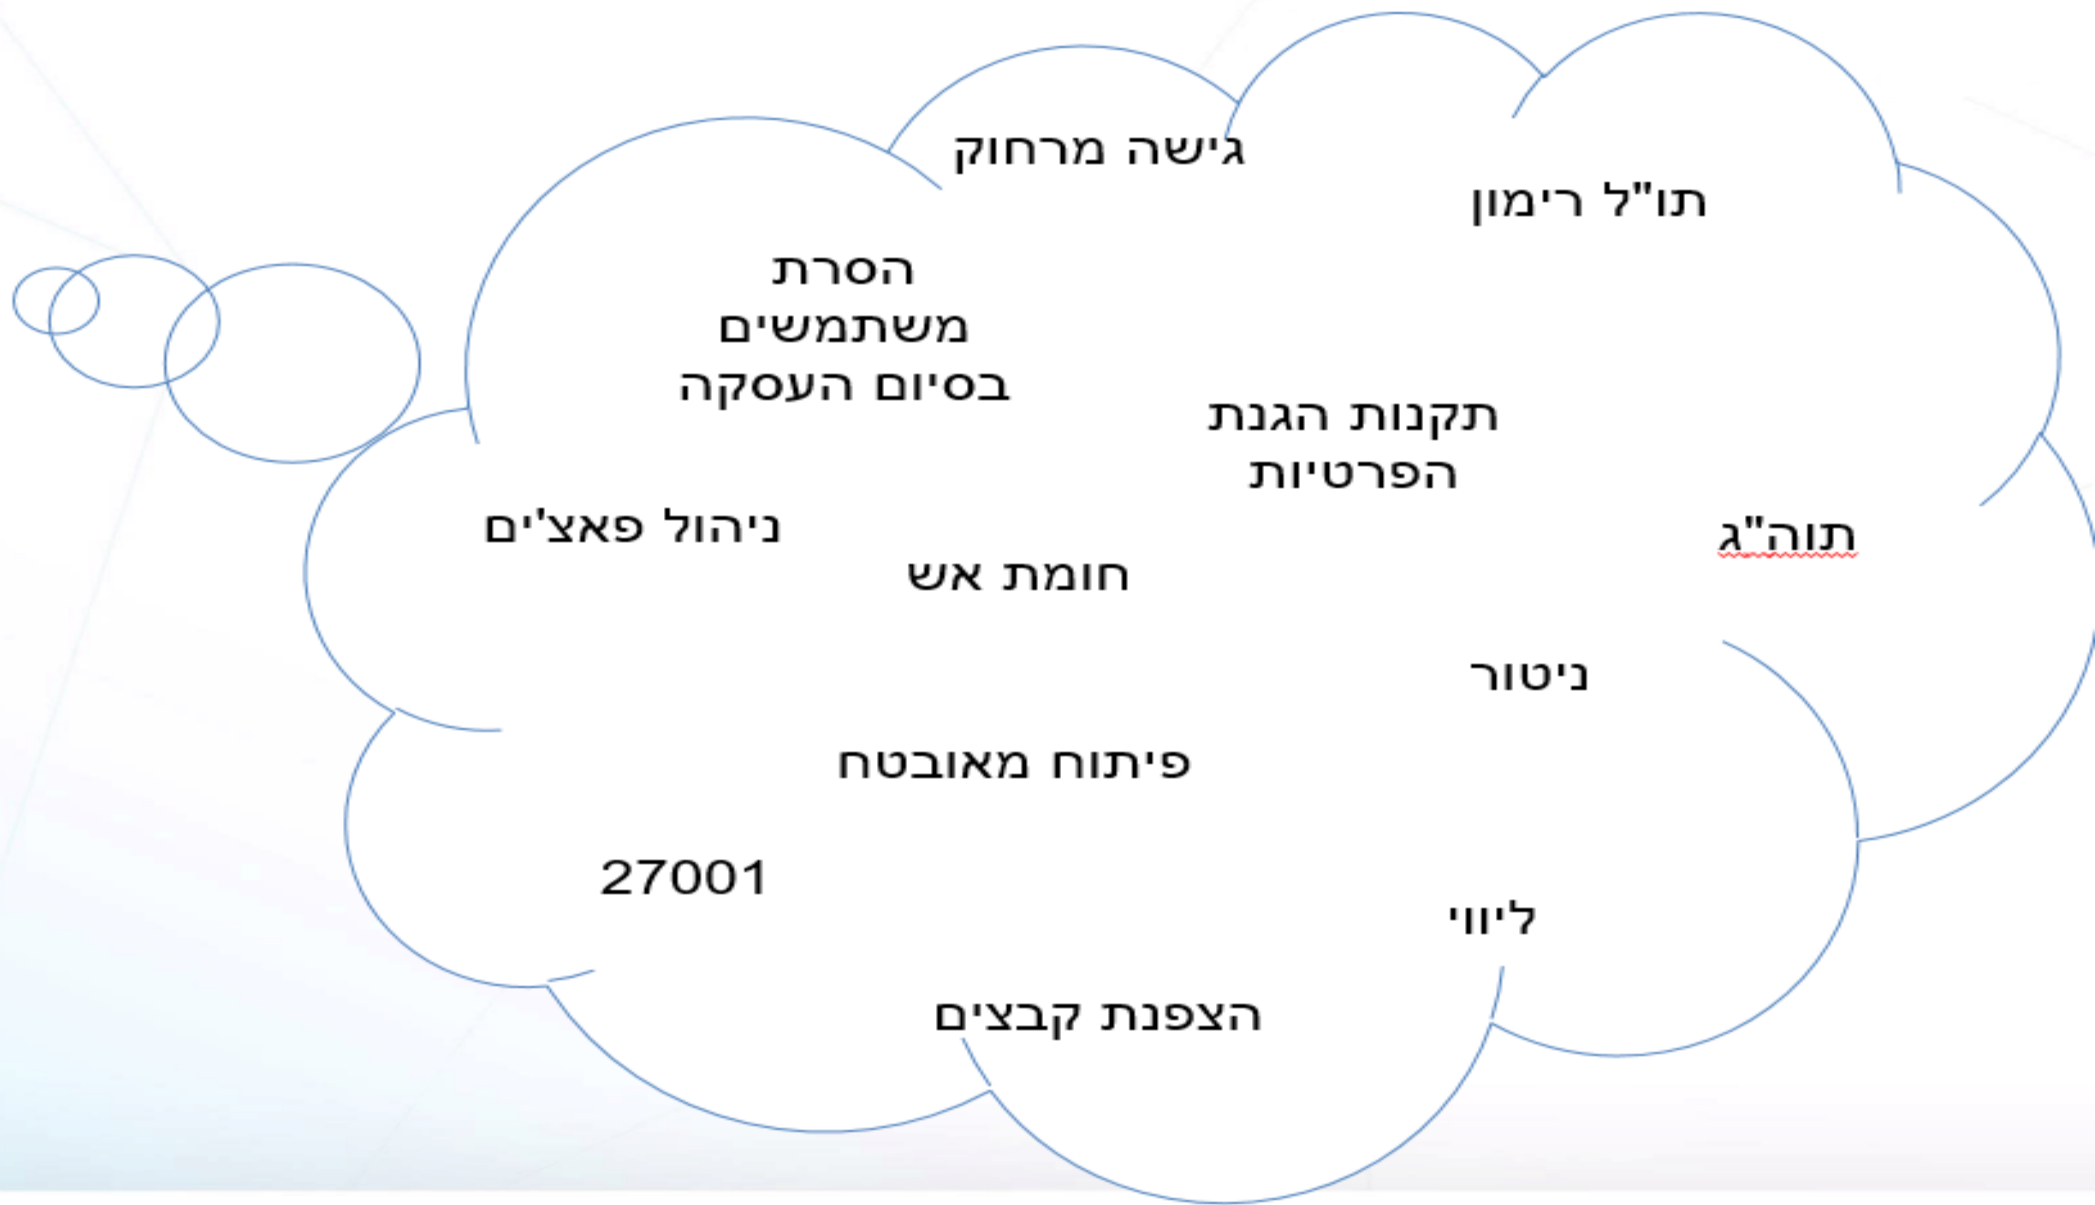 גישה מרחוק
תו"ל רימון
הסרת
משתמשים
בסיום העסקה
תקנות הגנת
הפרטיות
ניהול פאצ'ים
תוה"ג
חומת אש
ניטור
פיתוח מאובטח
27001
ליווי
הצפנת קבצים